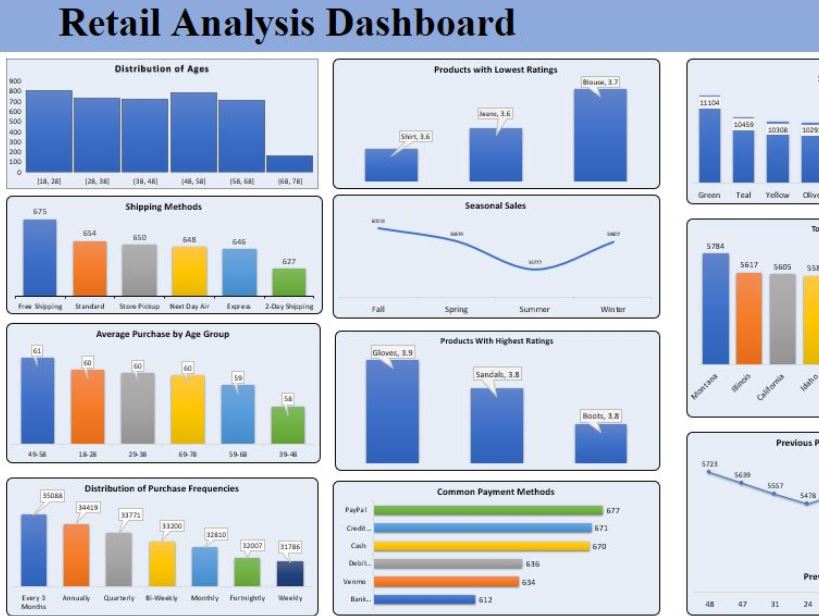 Retail Analysis Dashboard
Distribution of Ages
900
800
700
600
500
400
300
200
100
0
[18, 28] (28, 38] (38, 48] (48, 58] (58, 68] (68, 78]
Products with Lowest Ratings
Shirt, 3.6
Jeans, 3.6
Blouse, 3.7
11104
10459
10308
Green Teal Yellow
Shipping Methods
675
654
650
648
646
627
Free Shipping Standard Store Pickup Next Day Air Express 2-Day Shipping
Seasonal Sales
Fall Spring Summer Winter
5784
5617
5605
Montana
Illinois
California
Idaho
Average Purchase by Age Group
61
60
60
60
59
58
49-58 18-28 29-38 69-78 59-68 39-48
Products With Highest Ratings
Gloves, 3.9
Sandals, 3.8
Boots, 3.8
Previous P
5723
5639
5557
5478
48 47 31 24
Distribution of Purchase Frequencies
35088
34419
33771
33200
32810
32007
31786
Every 3
Months
Annually Quarterly Bi-Weekly Monthly Fortnightly Weekly
Common Payment Methods
PayPal 677
Credit... 671
Cash 670
Debit... 636
Venmo 634
Bank... 612
Prev